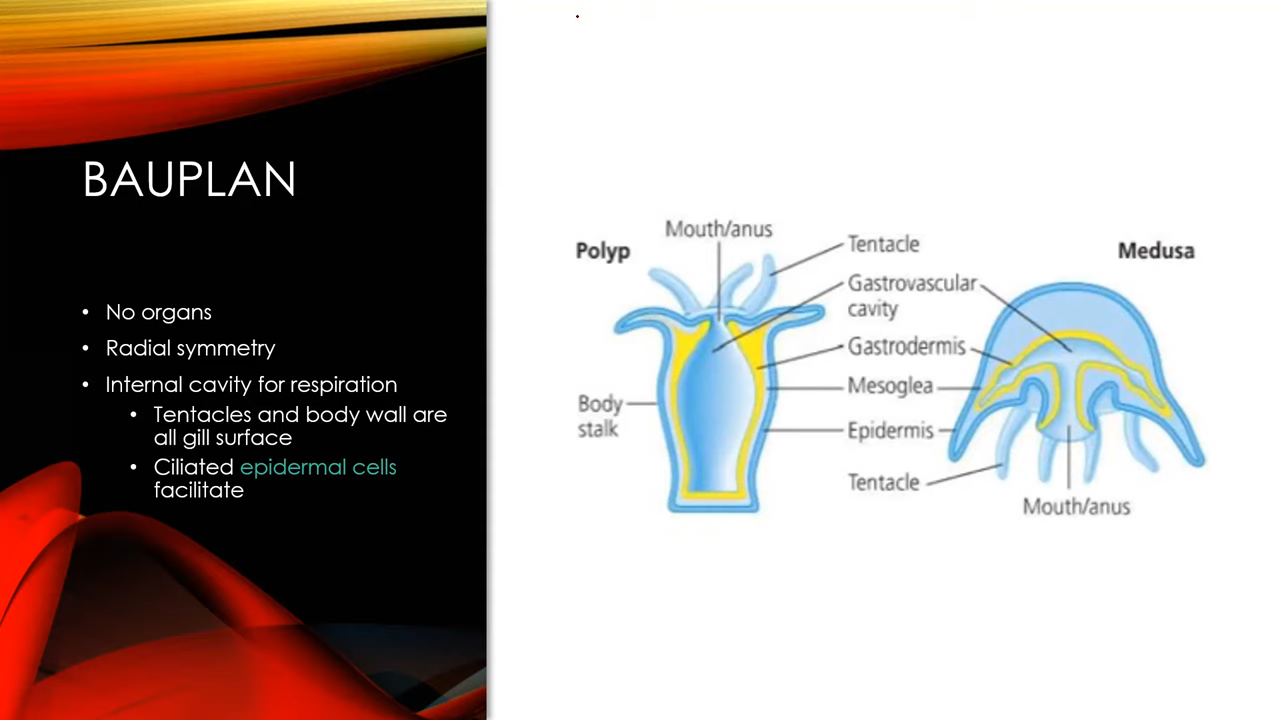 BAUPLAN
• No organs
• Radial symmetry
• Internal cavity for respiration
• Tentacles and body wall are
all gill surface
• Ciliated epidermal cells
facilitate
Mouth/anus
Polyp
Tentacle
Medusa
Gastrovascular
cavity
Gastrodermis
Mesoglea
Body
stalk
Epidermis
Tentacle
Mouth/anus